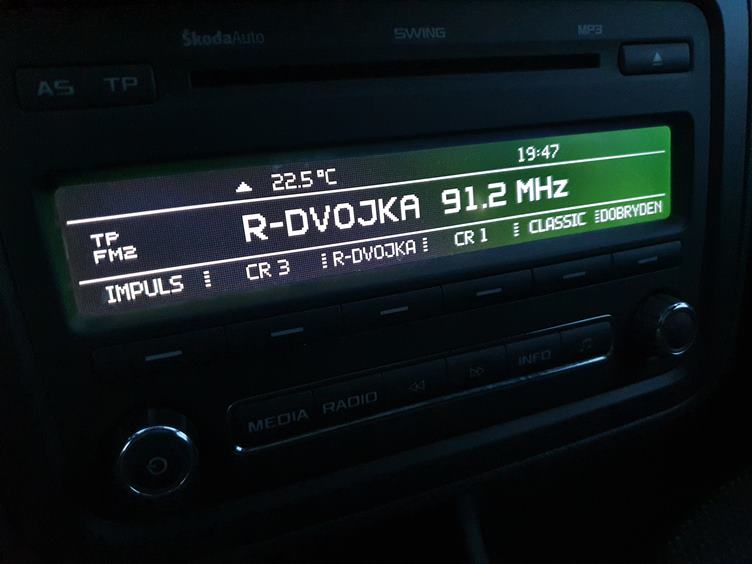 ŠkodaAuto SWING MP3
AS TP
22.5°C 19:47
TP
FM2
R-DVOJKA 91.2 MHz
IMPULS CR 3 R-DVOJKA CR 1 CLASSIC DOBRYDEN
MEDIA RADIO INFO